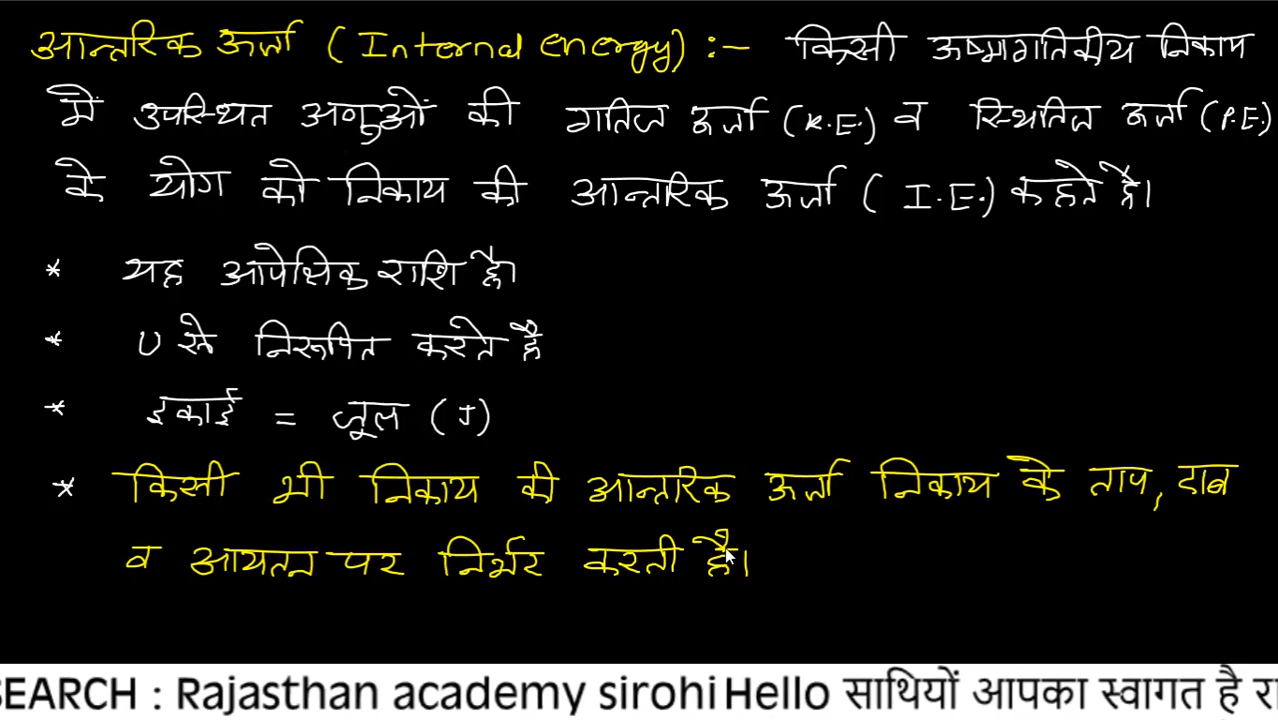 आन्तरिक ऊर्जा (Internal energy) :- किसी ऊष्मागतिकीय निकाय
में उपस्थित अणुओं की गतिज ऊर्जा (K.E.) व स्थितिज ऊर्जा (P.E.)
के योग को निकाय की आन्तरिक ऊर्जा ( I.E.) कहते है।
* यह आपेक्षिक राशि है।
* U से निरूपित करते है
* इकाई = जूल (J)
* किसी भी निकाय की आन्तरिक ऊर्जा निकाय के ताप, दाब
व आयतन पर निर्भर करती है।
SEARCH : Rajasthan academy sirohi Hello साथियों आपका स्वागत है रा